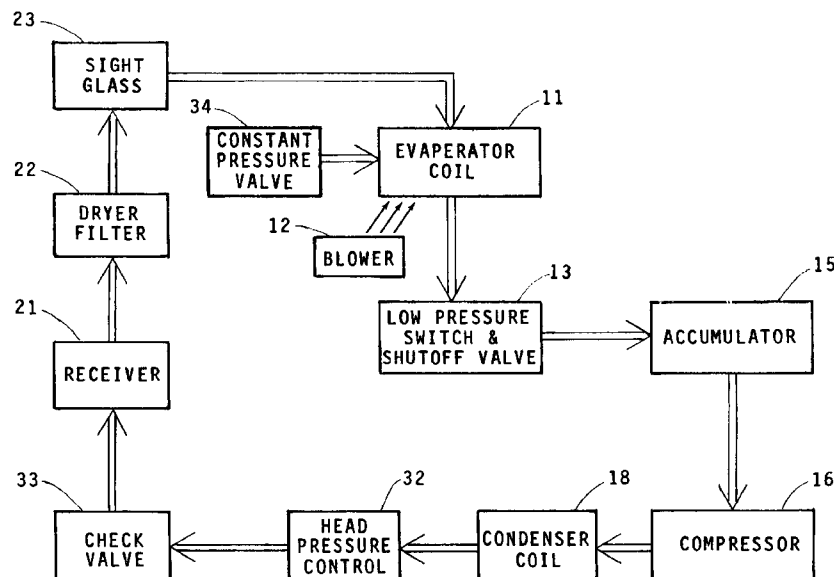 23
SIGHT
GLASS
34
CONSTANT
PRESSURE
VALVE
11
EVAPERATOR
COIL
22
DRYER
FILTER
12
BLOWER
13
LOW PRESSURE
SWITCH &
SHUTOFF VALVE
15
ACCUMULATOR
21
RECEIVER
33
CHECK
VALVE
32
HEAD
PRESSURE
CONTROL
18
CONDENSER
COIL
16
COMPRESSOR